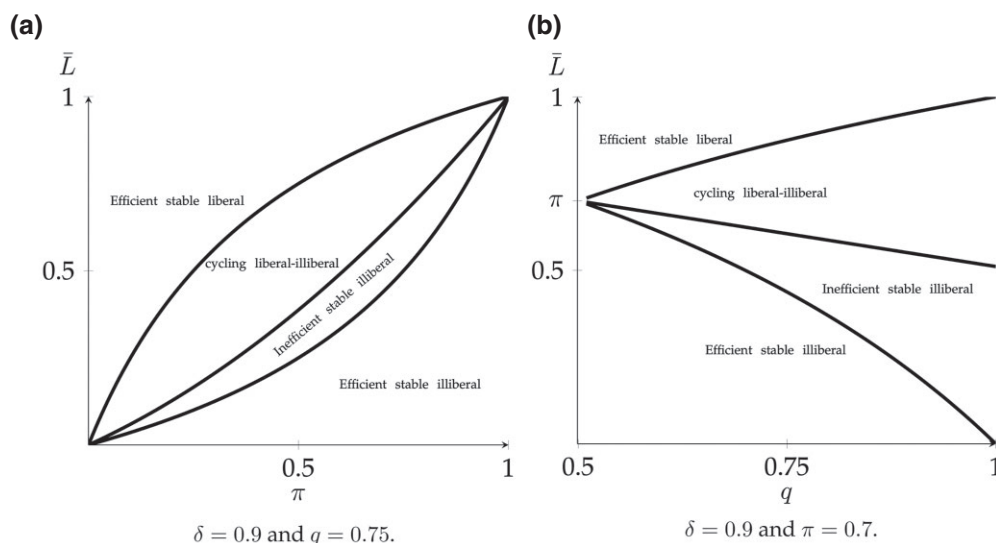 (a)
L̄
1
Efficient stable liberal
cycling liberal-illiberal
0.5
Inefficient stable illiberal
Efficient stable illiberal
0.5
1
π
δ = 0.9 and q = 0.75.
(b)
L̄
1
Efficient stable liberal
cycling liberal-illiberal
π
0.5
Inefficient stable illiberal
Efficient stable illiberal
0.5
0.75
1
q
δ = 0.9 and π = 0.7.